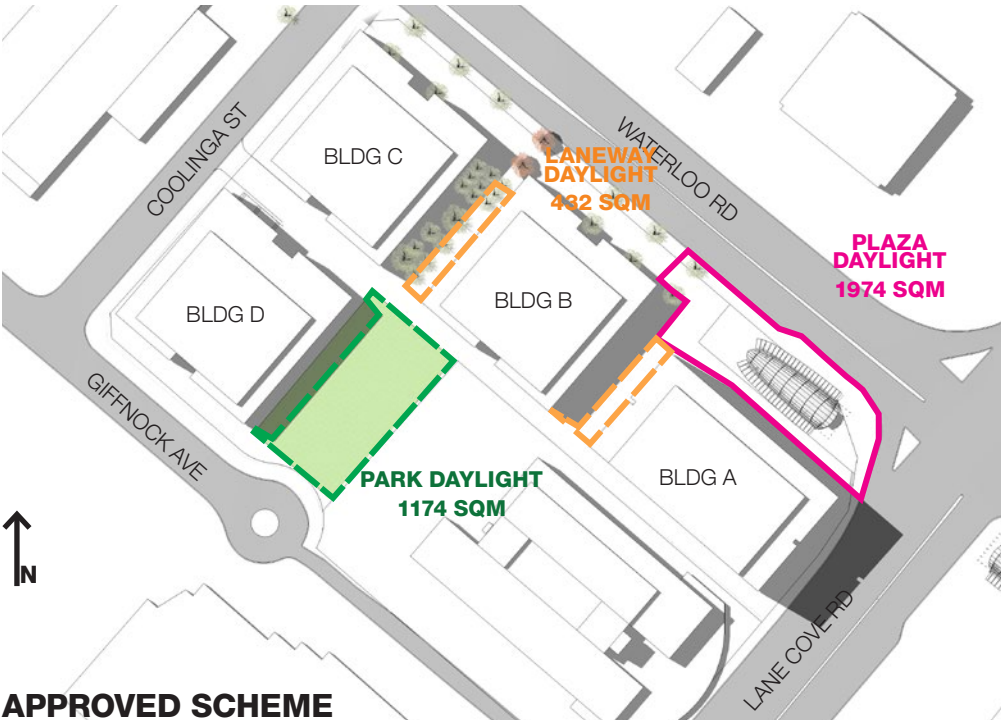 COOLINGA ST
BLDG C
WATERLOO RD
LANEWAY
DAYLIGHT
432 SQM
PLAZA
DAYLIGHT
1974 SQM
BLDG D
BLDG B
GIFFNOCK AVE
PARK DAYLIGHT
1174 SQM
BLDG A
N
LANE COVE RD
APPROVED SCHEME